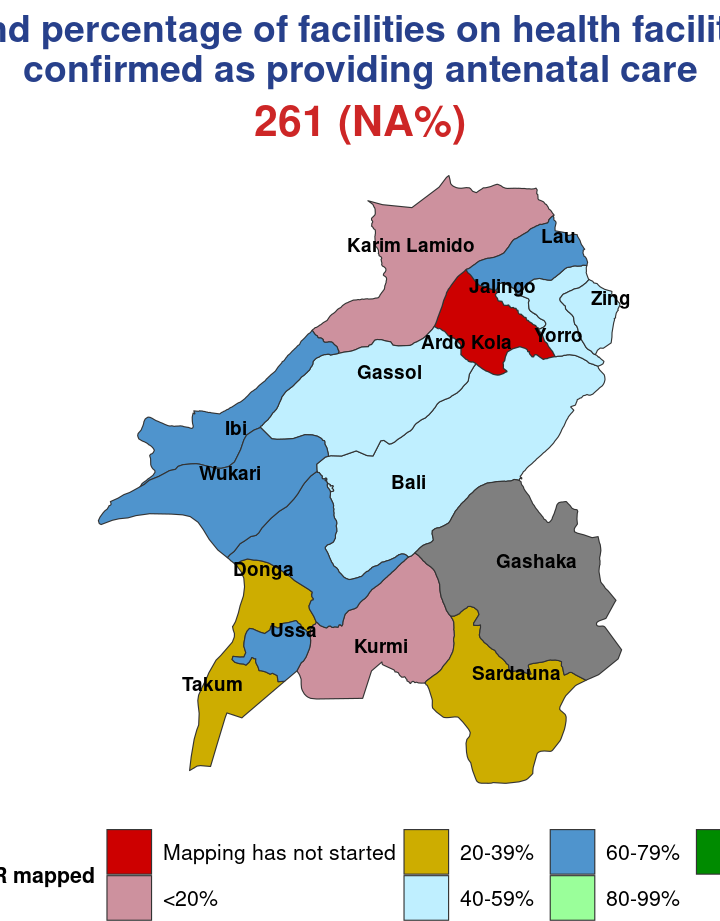 nd percentage of facilities on health facilit
confirmed as providing antenatal care
261 (NA%)
Karim Lamido
Lau
Jalingo
Zing
Ardo Kola
Yorro
Gassol
Ibi
Wukari
Bali
Gashaka
Donga
Ussa
Kurmi
Sardauna
Takum
R mapped
Mapping has not started
20-39%
60-79%
<20%
40-59%
80-99%